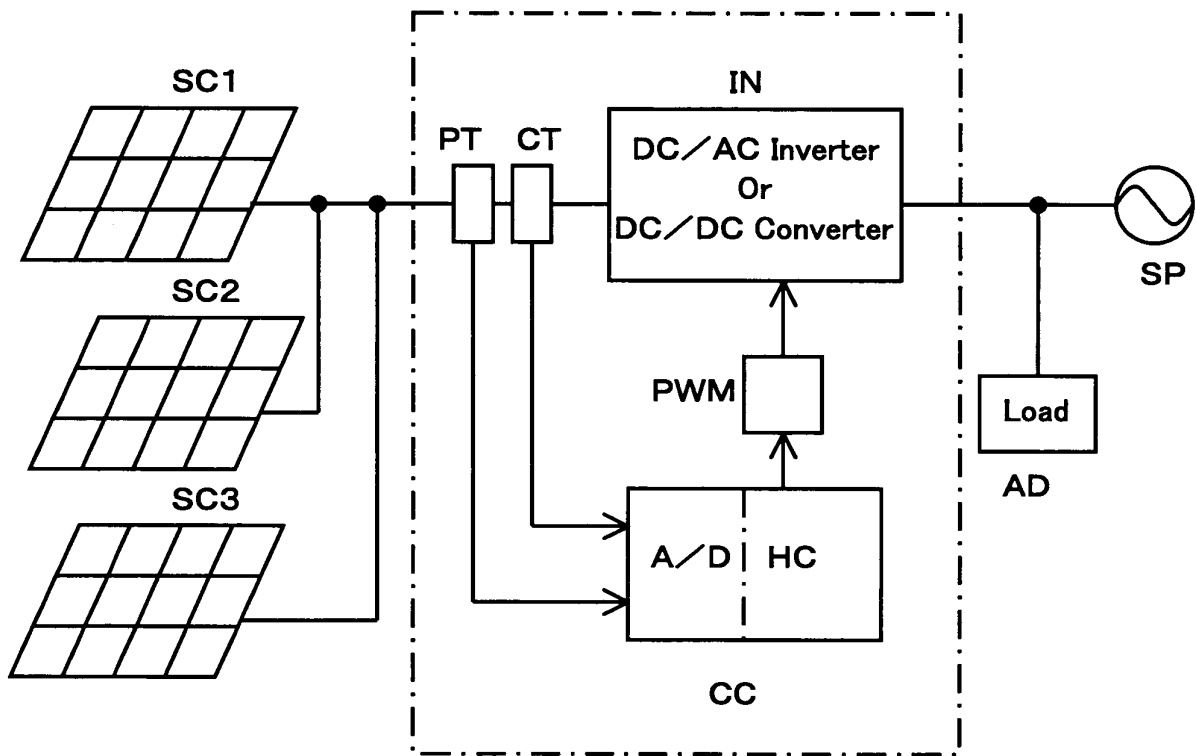 SC1
IN
PT
CT
DC／AC Inverter
Or
DC／DC Converter
SP
SC2
PWM
Load
AD
SC3
A／D
HC
CC